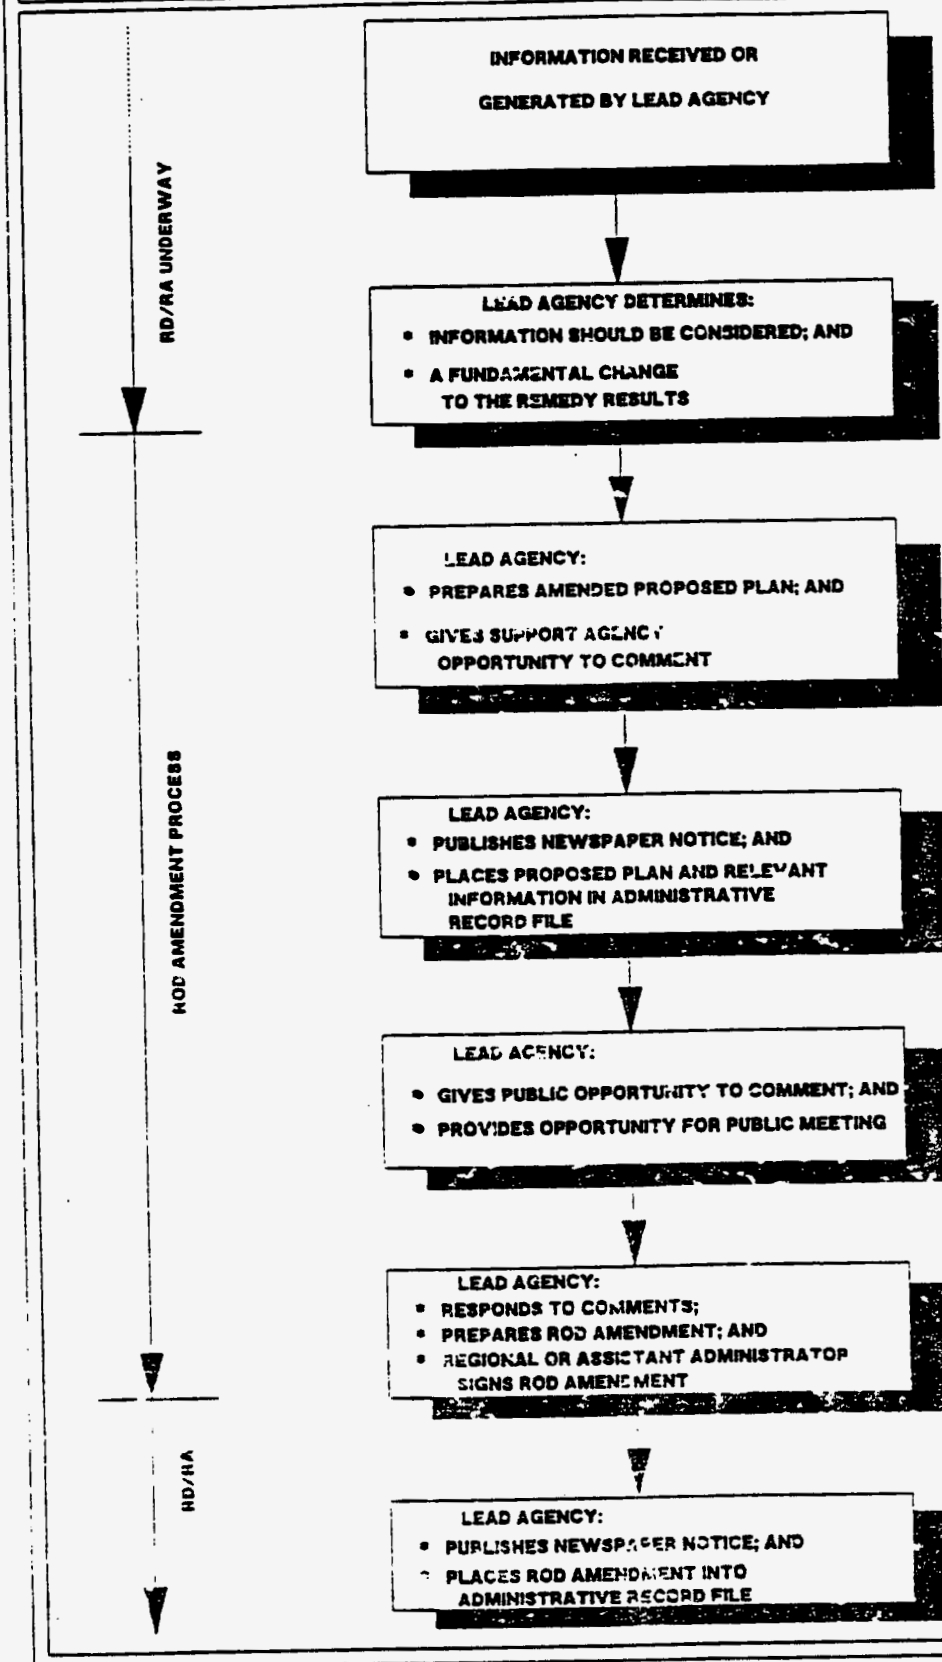 INFORMATION RECEIVED OR
GENERATED BY LEAD AGENCY
RD/RA UNDERWAY
LEAD AGENCY DETERMINES:
* INFORMATION SHOULD BE CONSIDERED; AND
* A FUNDAMENTAL CHANGE
TO THE REMEDY RESULTS
LEAD AGENCY:
• PREPARES AMENDED PROPOSED PLAN; AND
* GIVES SUPPORT AGENCY
OPPORTUNITY TO COMMENT
ROD AMENDMENT PROCESS
LEAD AGENCY:
* PUBLISHES NEWSPAPER NOTICE; AND
• PLACES PROPOSED PLAN AND RELEVANT
INFORMATION IN ADMINISTRATIVE
RECORD FILE
LEAD AGENCY:
• GIVES PUBLIC OPPORTUNITY TO COMMENT; AND
• PROVIDES OPPORTUNITY FOR PUBLIC MEETING
LEAD AGENCY:
* RESPONDS TO COMMENTS;
* PREPARES ROD AMENDMENT; AND
* REGIONAL OR ASSISTANT ADMINISTRATOR
SIGNS ROD AMENDMENT
RD/RA
LEAD AGENCY:
* PUBLISHES NEWSPAPER NOTICE; AND
* PLACES ROD AMENDMENT INTO
ADMINISTRATIVE RECORD FILE